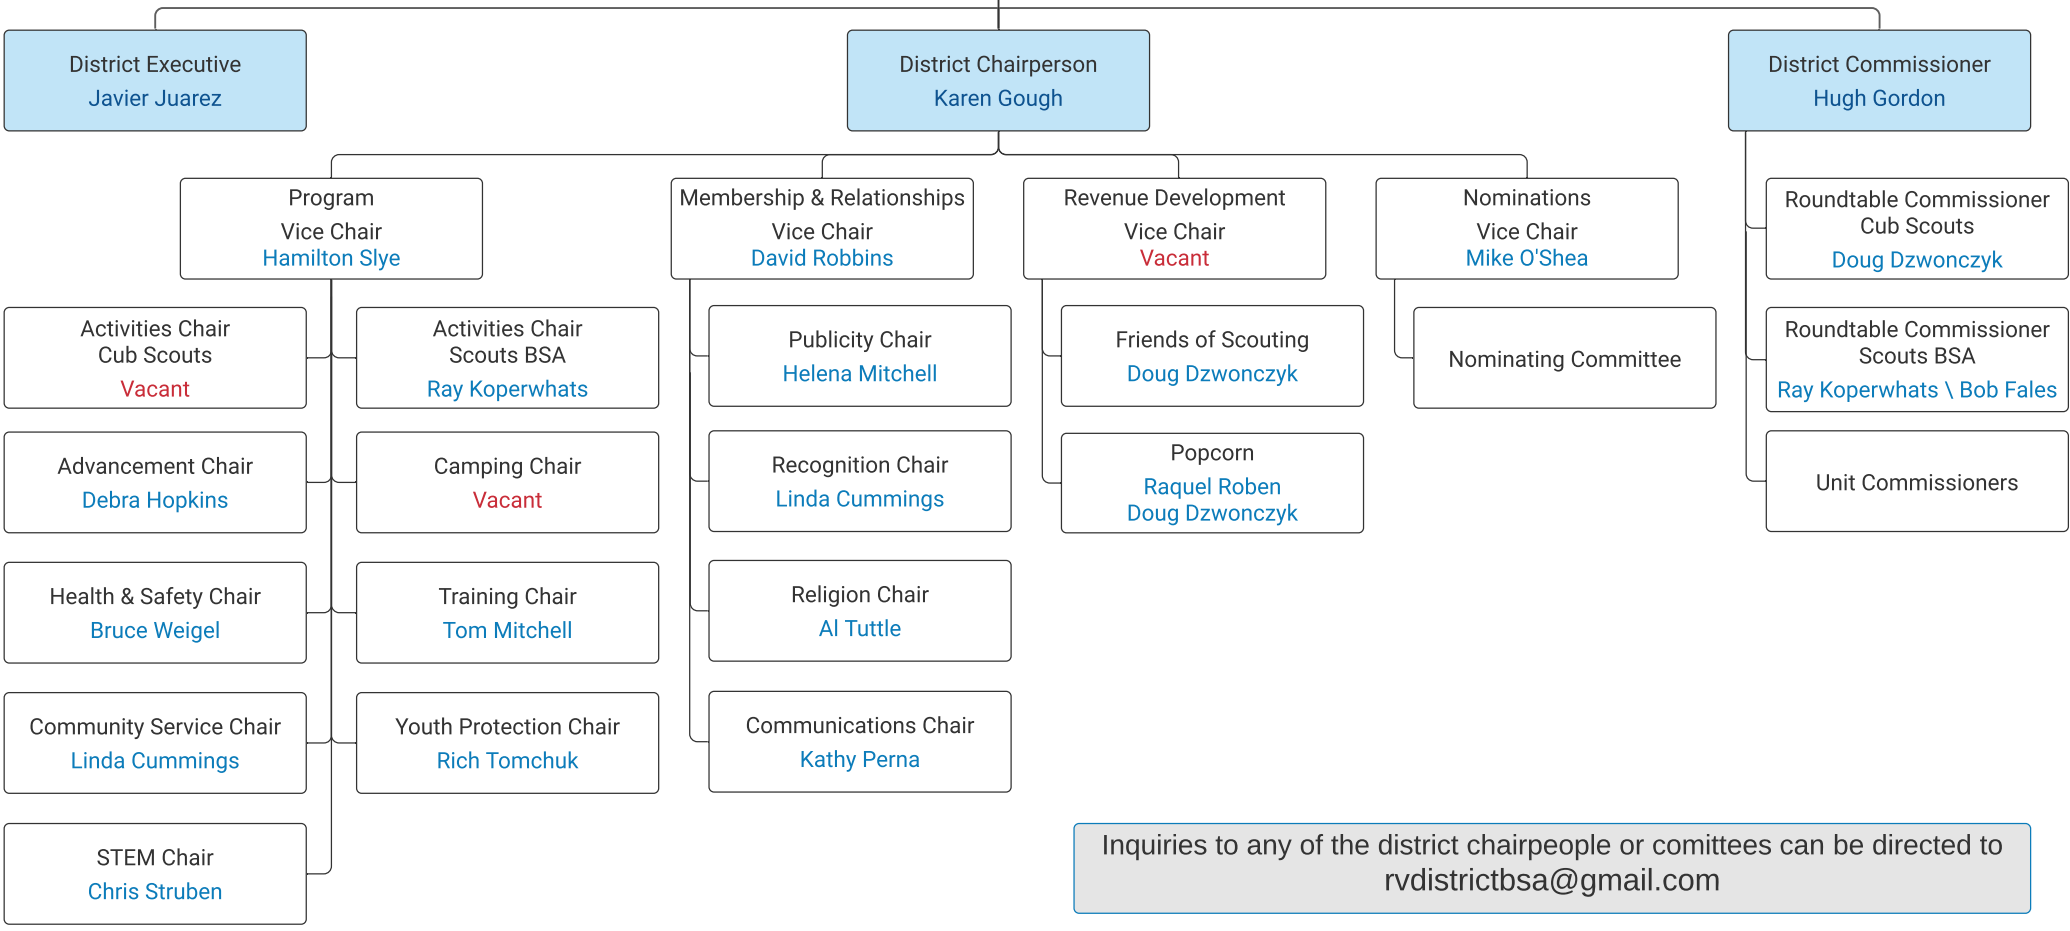 District Executive
Javier Juarez
District Chairperson
Karen Gough
District Commissioner
Hugh Gordon
Program
Vice Chair
Hamilton Slye
Membership & Relationships
Vice Chair
David Robbins
Revenue Development
Vice Chair
Vacant
Nominations
Vice Chair
Mike O'Shea
Roundtable Commissioner
Cub Scouts
Doug Dzwonczyk
Activities Chair
Cub Scouts
Vacant
Activities Chair
Scouts BSA
Ray Koperwhats
Publicity Chair
Helena Mitchell
Friends of Scouting
Doug Dzwonczyk
Nominating Committee
Roundtable Commissioner
Scouts BSA
Ray Koperwhats \ Bob Fales
Advancement Chair
Debra Hopkins
Camping Chair
Vacant
Recognition Chair
Linda Cummings
Popcorn
Raquel Roben
Doug Dzwonczyk
Unit Commissioners
Health & Safety Chair
Bruce Weigel
Training Chair
Tom Mitchell
Religion Chair
Al Tuttle
Community Service Chair
Linda Cummings
Youth Protection Chair
Rich Tomchuk
Communications Chair
Kathy Perna
STEM Chair
Chris Struben
Inquiries to any of the district chairpeople or comittees can be directed to
rvdistrictbsa@gmail.com